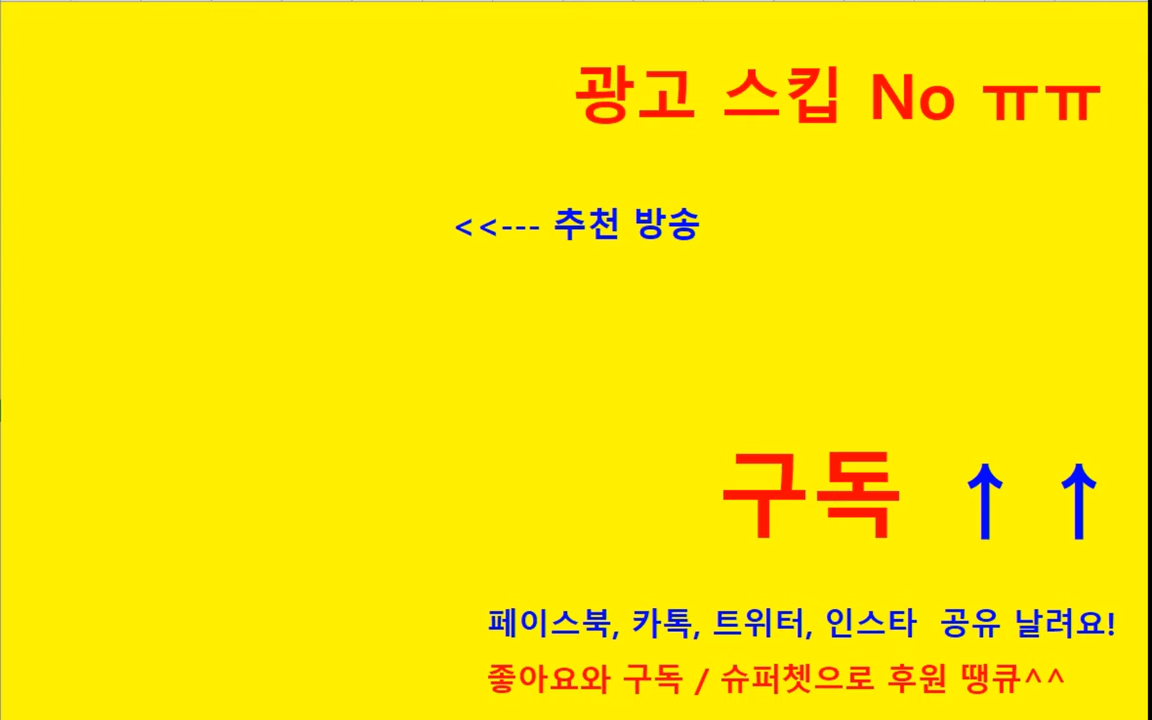 광고 스킵 No ㅠㅠ
<<--- 추천 방송
구독 ↑ ↑
페이스북, 카톡, 트위터, 인스타 공유 날려요!
좋아요와 구독 / 슈퍼쳇으로 후원 땡큐^^